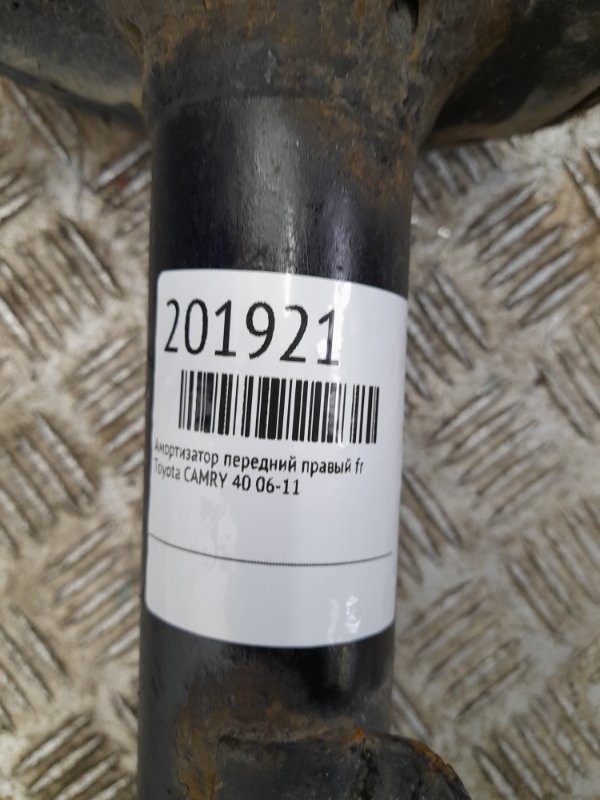 201921
Амортизатор передний правый fr
Toyota CAMRY 40 06-11